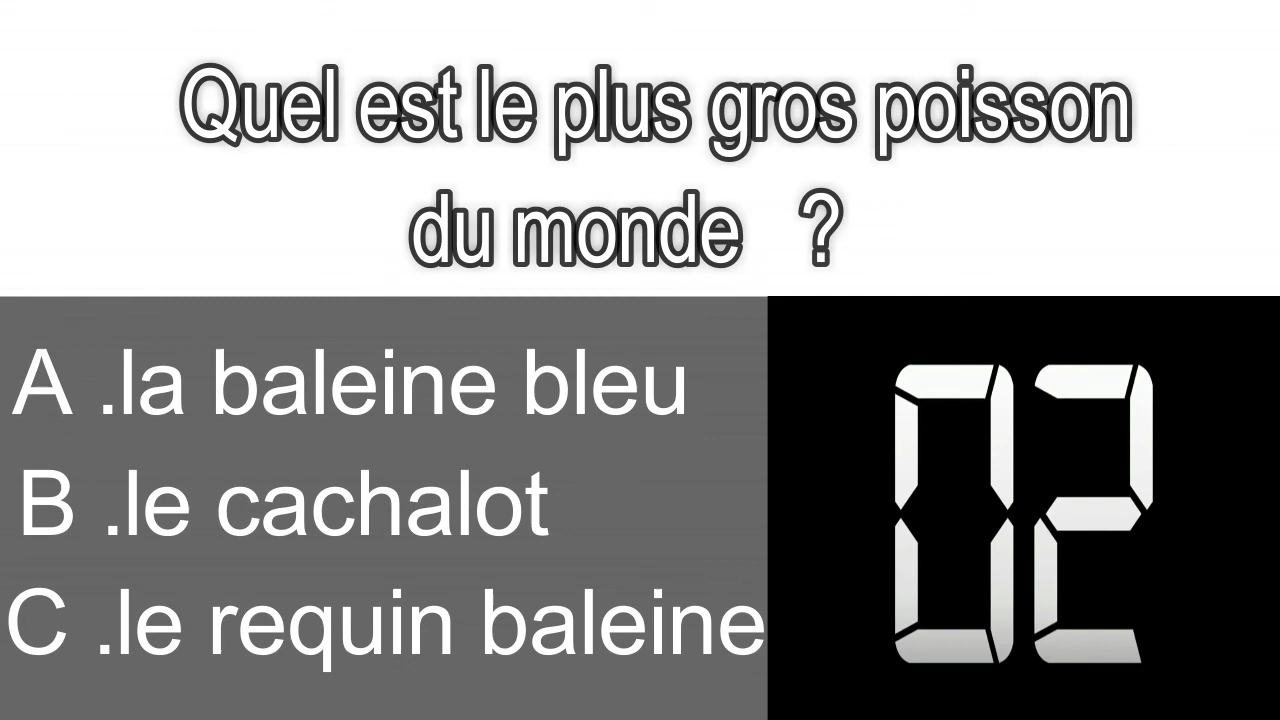 Quel est le plus gros poisson
du monde ?
A .la baleine bleu
B .le cachalot
C .le requin baleine
02